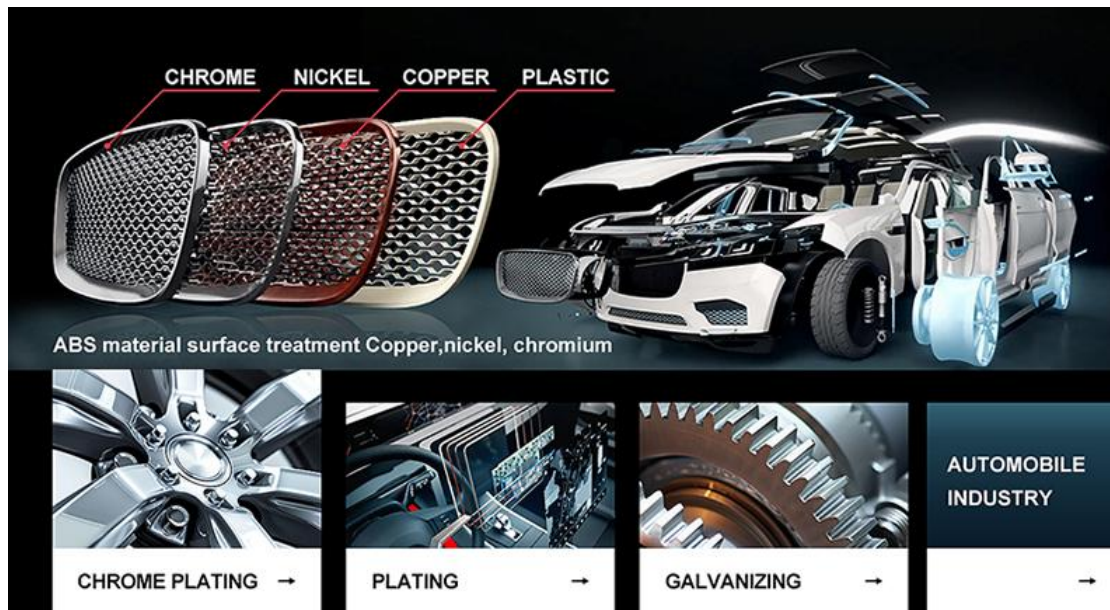 CHROME NICKEL COPPER PLASTIC
ABS material surface treatment Copper,nickel, chromium
AUTOMOBILE
INDUSTRY
CHROME PLATING →
PLATING →
GALVANIZING →
→